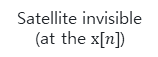 Satellite invisible
(at the x[n])